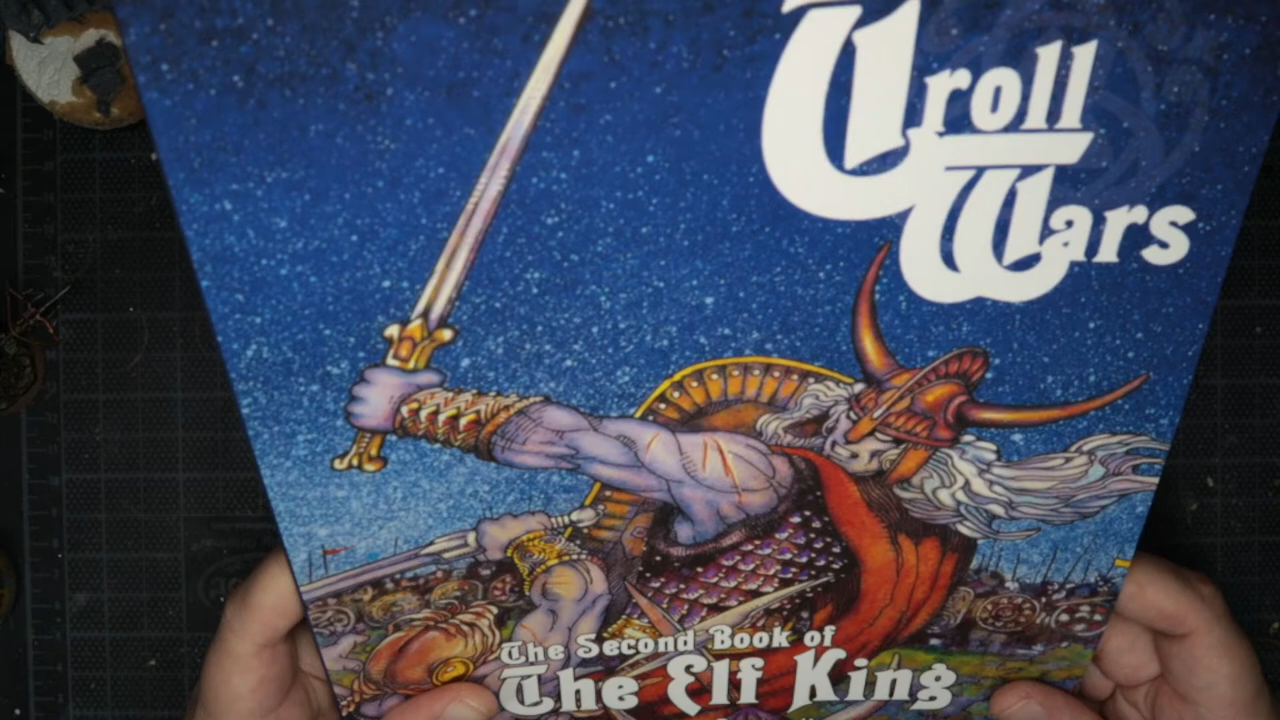 Troll
Wars
The Second Book of
The Elf King